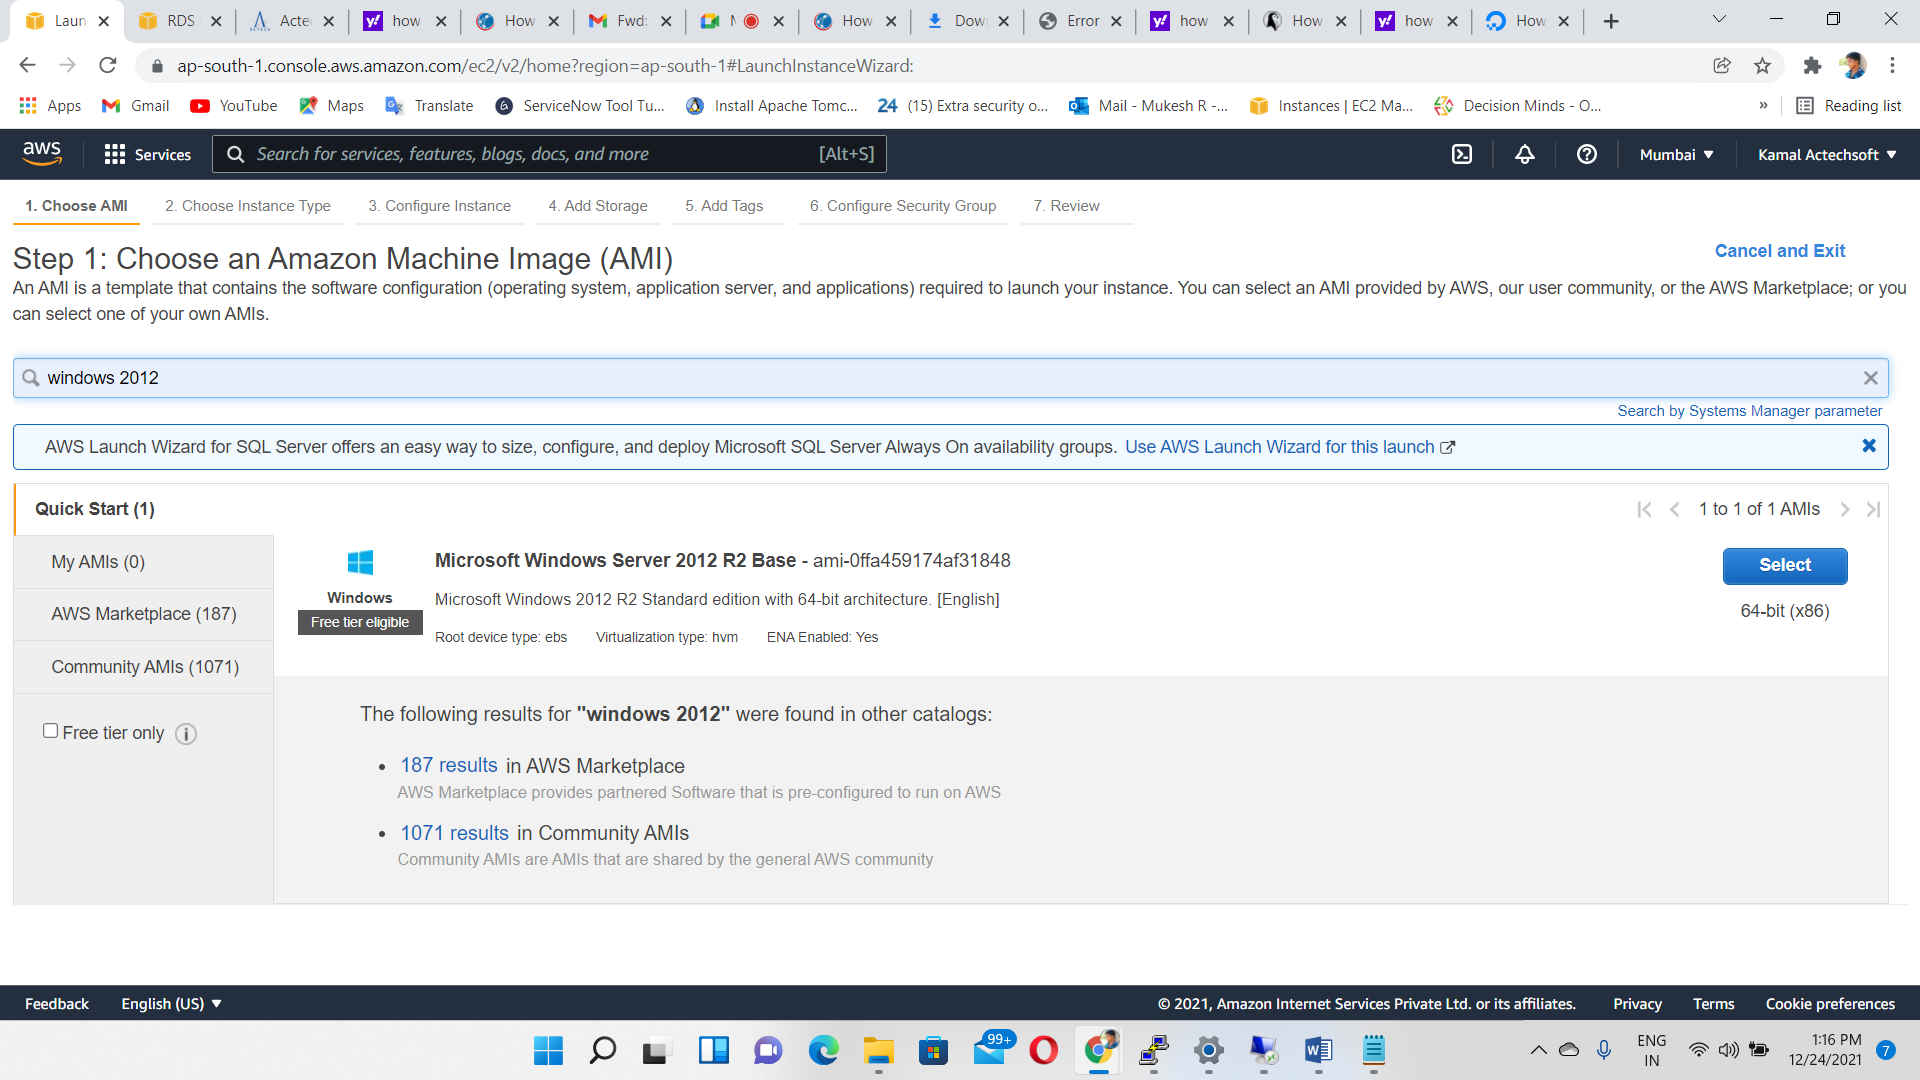 Laun
RDS
Acte
how
How
Fwd:
How
Dow
Error
how
How
how
How
ap-south-1.console.aws.amazon.com/ec2/v2/home?region=ap-south-1#LaunchInstanceWizard:
Apps
Gmail
YouTube
Maps
Translate
ServiceNow Tool Tu...
Install Apache Tomc...
24 (15) Extra security o...
Mail - Mukesh R -...
Instances | EC2 Ma...
Decision Minds - O...
»
Reading list
aws
Services
Search for services, features, blogs, docs, and more
[Alt+S]
Mumbai
Kamal Actechsoft
1. Choose AMI
2. Choose Instance Type
3. Configure Instance
4. Add Storage
5. Add Tags
6. Configure Security Group
7. Review
Step 1: Choose an Amazon Machine Image (AMI)
Cancel and Exit
An AMI is a template that contains the software configuration (operating system, application server, and applications) required to launch your instance. You can select an AMI provided by AWS, our user community, or the AWS Marketplace; or you
can select one of your own AMIs.
windows 2012
Search by Systems Manager parameter
AWS Launch Wizard for SQL Server offers an easy way to size, configure, and deploy Microsoft SQL Server Always On availability groups. Use AWS Launch Wizard for this launch
Quick Start (1)
1 to 1 of 1 AMIs
My AMIs (0)
AWS Marketplace (187)
Community AMIs (1071)
Free tier only
Windows
Free tier eligible
Microsoft Windows Server 2012 R2 Base - ami-0ffa459174af31848
Microsoft Windows 2012 R2 Standard edition with 64-bit architecture. [English]
Root device type: ebs
Virtualization type: hvm
ENA Enabled: Yes
Select
64-bit (x86)
The following results for "windows 2012" were found in other catalogs:
• 187 results in AWS Marketplace
AWS Marketplace provides partnered Software that is pre-configured to run on AWS
• 1071 results in Community AMIs
Community AMIs are AMIs that are shared by the general AWS community
Feedback
English (US)
© 2021, Amazon Internet Services Private Ltd. or its affiliates.
Privacy
Terms
Cookie preferences
99+
ENG
IN
1:16 PM
12/24/2021
7